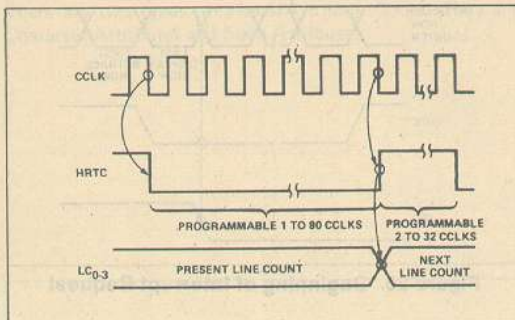 CCLK
HRTC
PROGRAMMABLE 1 TO 80 CCLKS
PROGRAMMABLE
2 TO 32 CCLKS
LC0-3
PRESENT LINE COUNT
NEXT
LINE COUNT